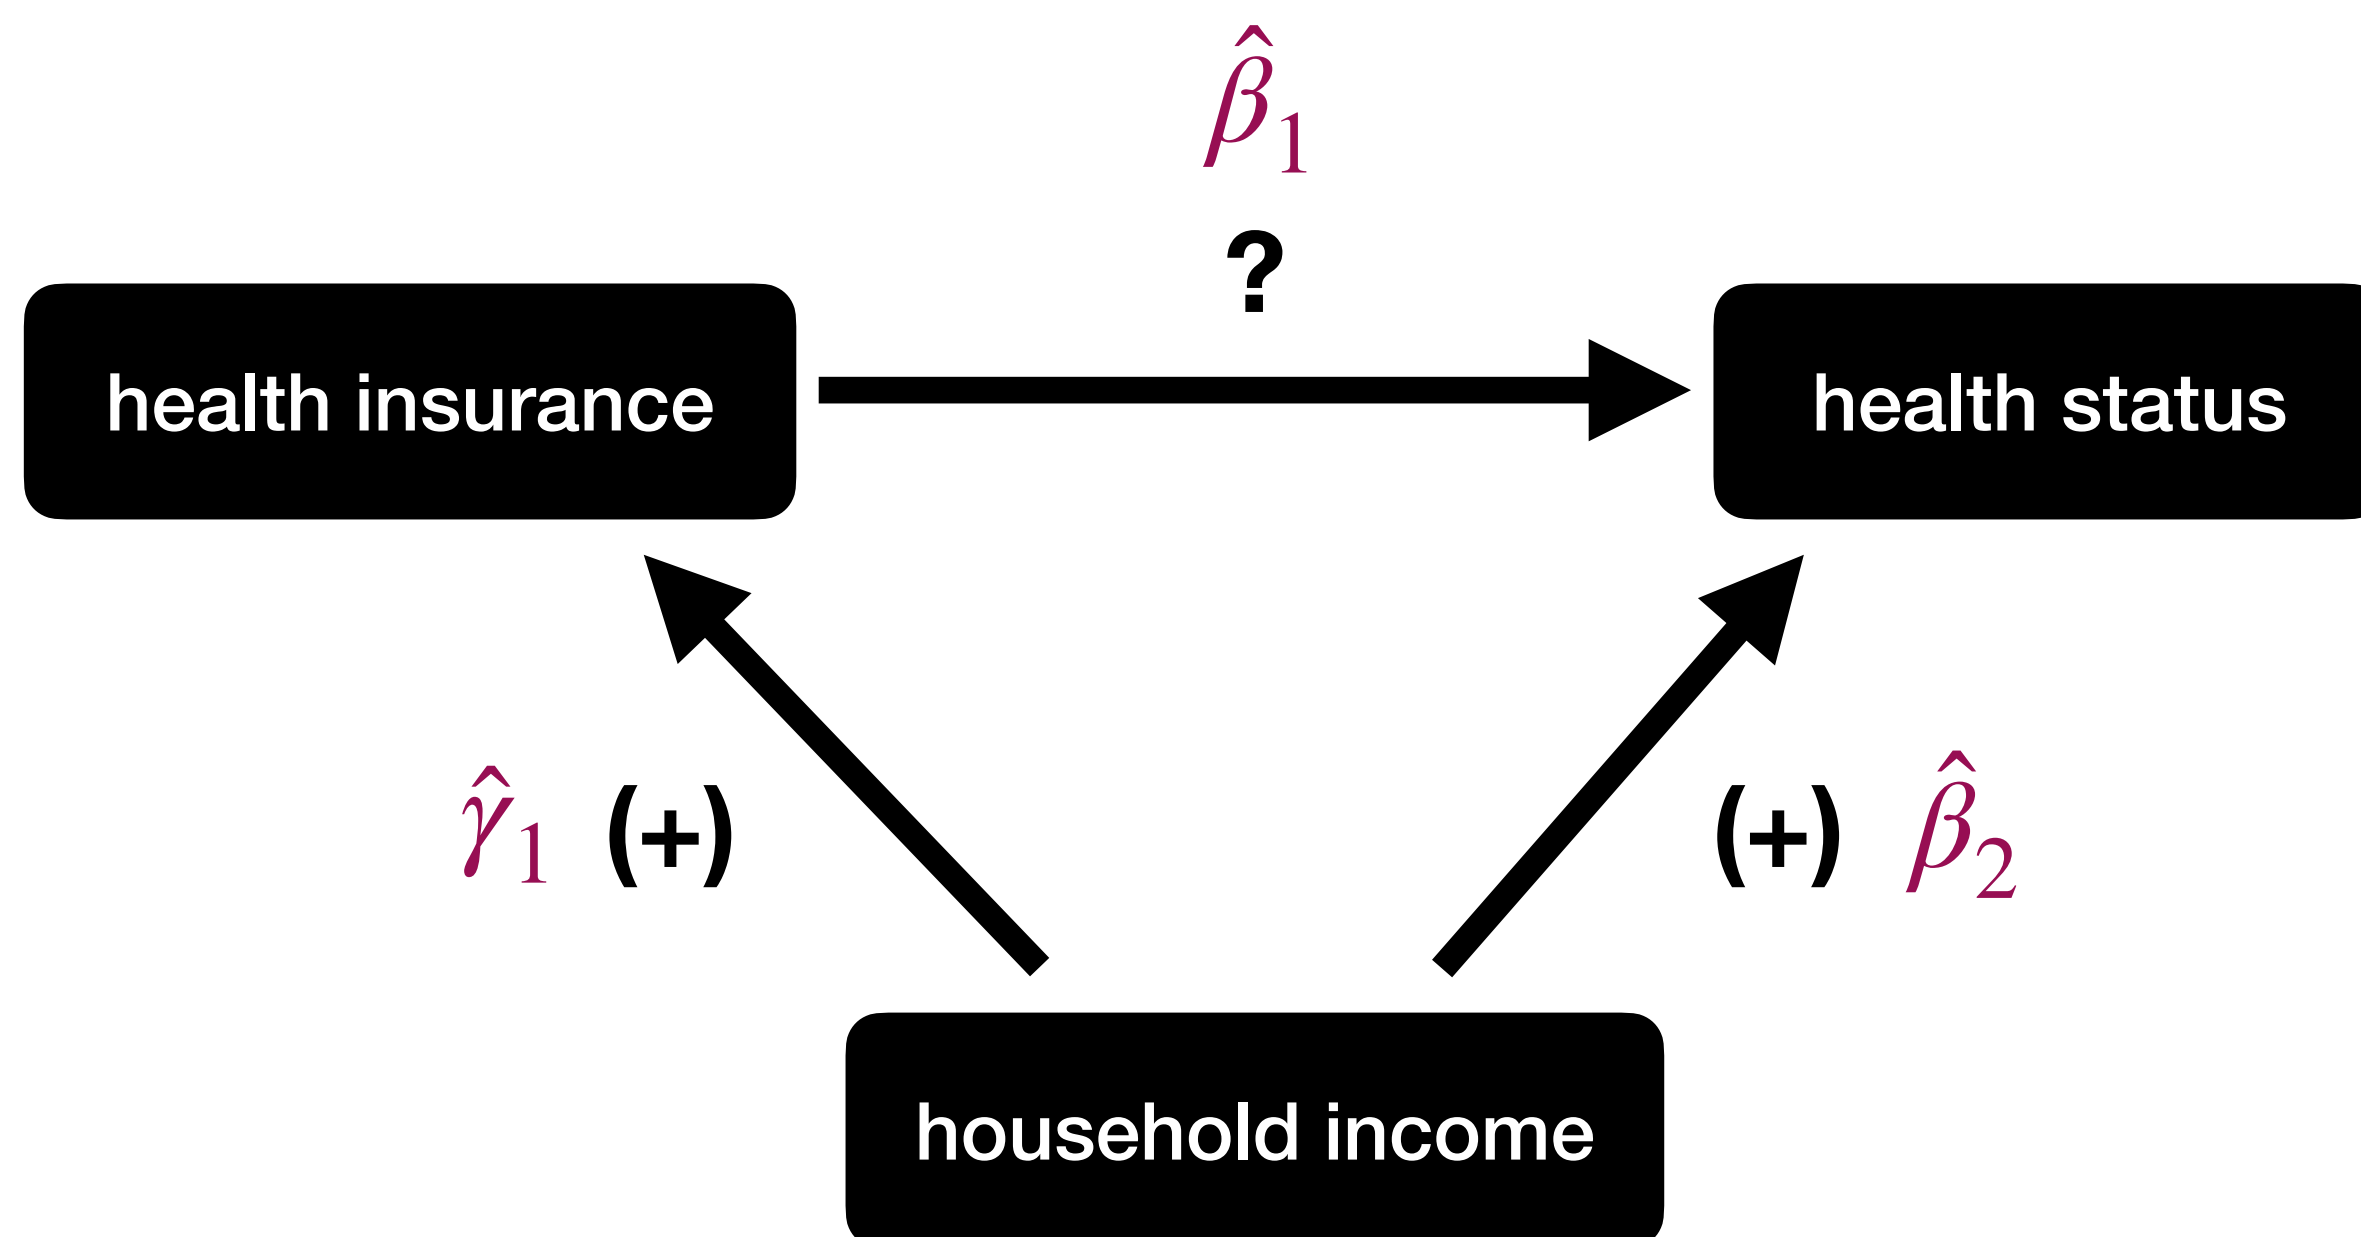 β̂₁
?
health insurance
health status
γ̂₁ (+)
(+) β̂₂
household income